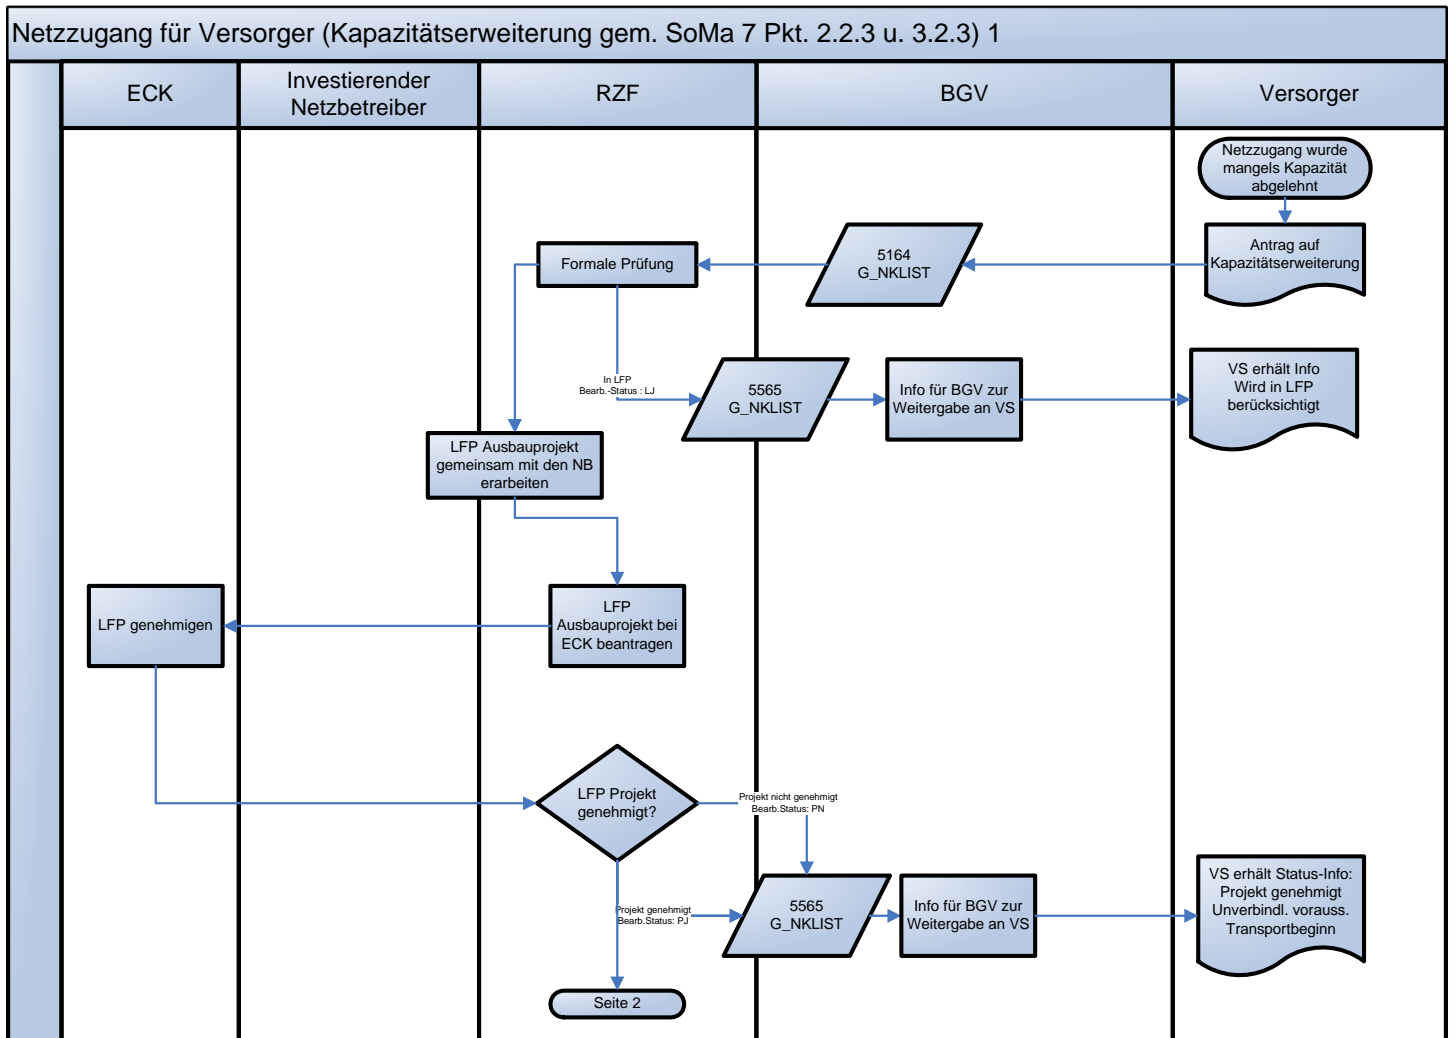 Netzzugang für Versorger (Kapazitätserweiterung gem. SoMa 7 Pkt. 2.2.3 u. 3.2.3) 1
ECK
Investierender
Netzbetreiber
RZF
BGV
Versorger
Netzzugang wurde
mangels Kapazität
abgelehnt
Antrag auf
Kapazitätserweiterung
5164
G_NKLIST
Formale Prüfung
In LFP
Bearb.-Status : LJ
5565
G_NKLIST
Info für BGV zur
Weitergabe an VS
VS erhält Info
Wird in LFP
berücksichtigt
LFP Ausbauprojekt
gemeinsam mit den NB
erarbeiten
LFP
Ausbauprojekt bei
ECK beantragen
LFP genehmigen
LFP Projekt
genehmigt?
Projekt nicht genehmigt
Bearb.Status: PN
Projekt genehmigt
Bearb.Status: PJ
5565
G_NKLIST
Info für BGV zur
Weitergabe an VS
VS erhält Status-Info:
Projekt genehmigt
Unverbindl. vorauss.
Transportbeginn
Seite 2